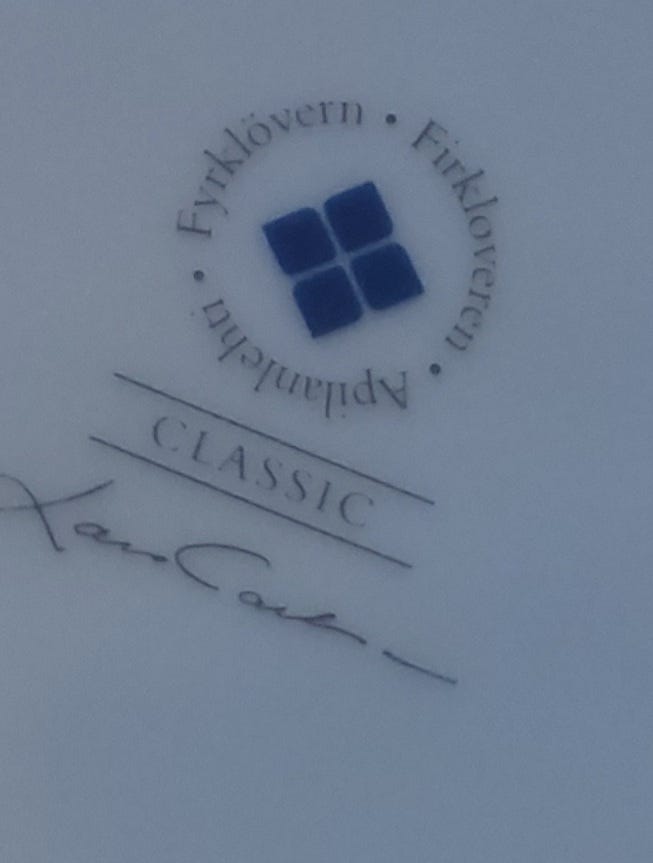 Fyrklövern • Firkløveren • Apilanlehti •
CLASSIC